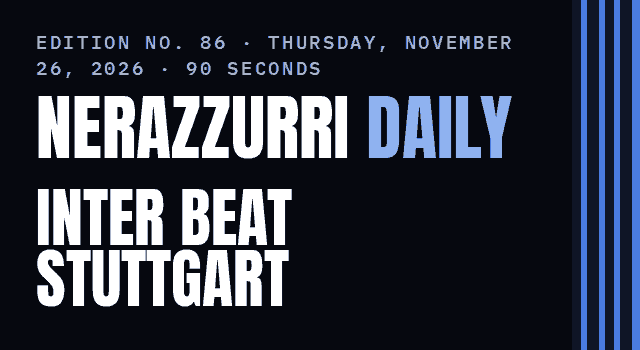 EDITION NO. 86 · THURSDAY, NOVEMBER
26, 2026 · 90 SECONDS
NERAZZURRI DAILY
INTER BEAT
STUTTGART